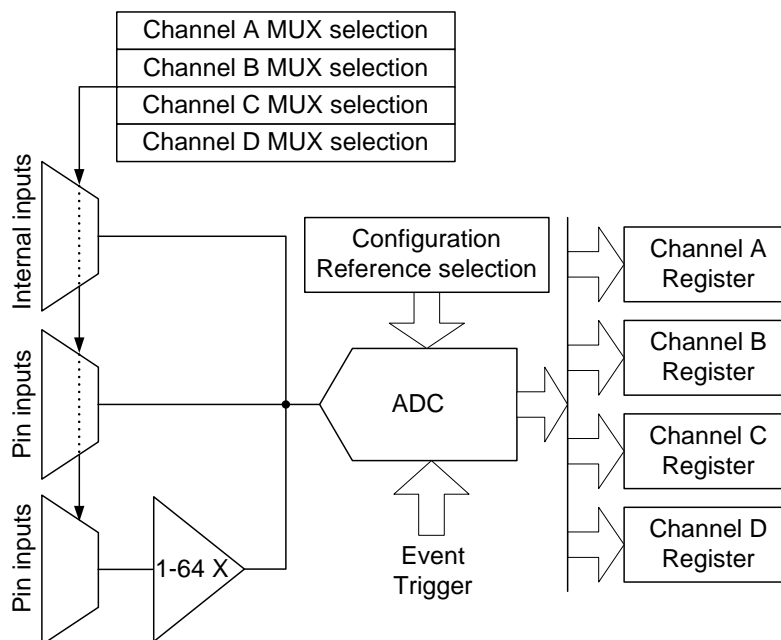 Channel A MUX selection
Channel B MUX selection
Channel C MUX selection
Channel D MUX selection
Internal inputs
Pin inputs
Pin inputs
1-64 X
Configuration
Reference selection
ADC
Event
Trigger
Channel A
Register
Channel B
Register
Channel C
Register
Channel D
Register